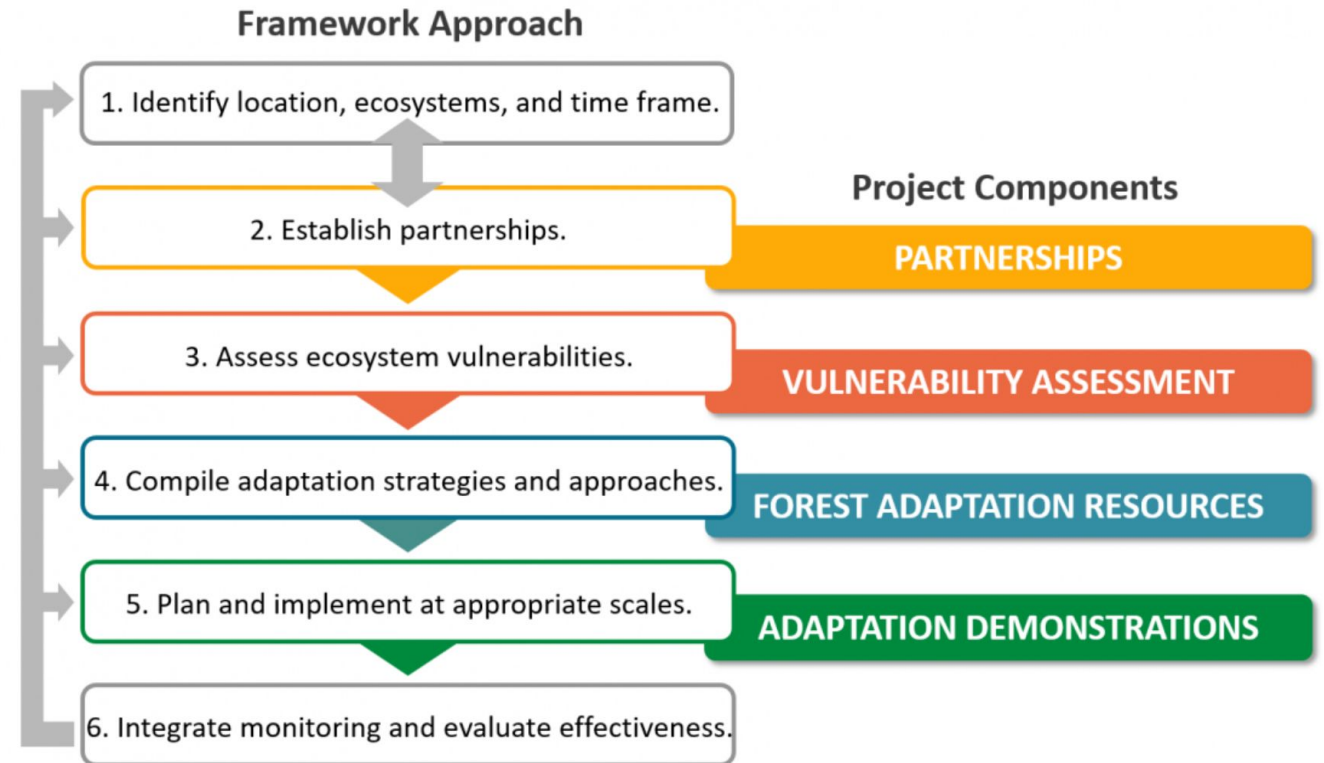 Framework Approach
1. Identify location, ecosystems, and time frame.
2. Establish partnerships.
Project Components
PARTNERSHIPS
3. Assess ecosystem vulnerabilities.
VULNERABILITY ASSESSMENT
4. Compile adaptation strategies and approaches.
FOREST ADAPTATION RESOURCES
5. Plan and implement at appropriate scales.
ADAPTATION DEMONSTRATIONS
6. Integrate monitoring and evaluate effectiveness.